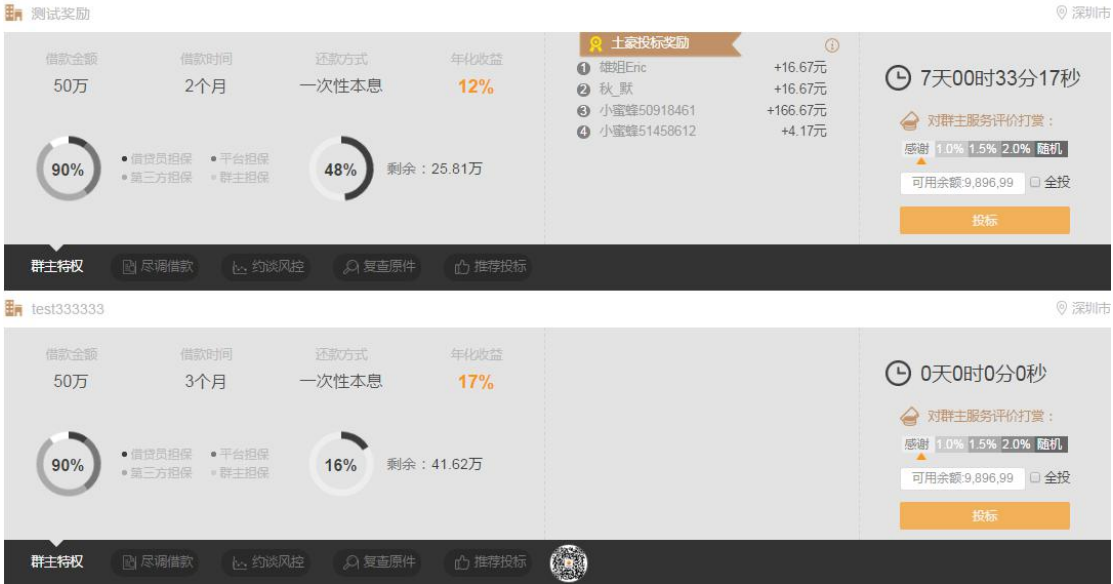 测试奖励
深圳市
借款金额 借款时间 还款方式 年化收益
50万 2个月 一次性本息 12%
90%
借贷员担保 平台担保
第三方担保 群主担保
48% 剩余：25.81万
土豪投标奖励
1 雄姐Eric +16.67元
2 秋_默 +16.67元
3 小蜜蜂50918461 +166.67元
4 小蜜蜂51458612 +4.17元
7天00时33分17秒
对群主服务评价打赏：
感谢 1.0% 1.5% 2.0% 随机
可用余额:9,896,99 全投
投标
群主特权 尽调借款 约谈风控 复查原件 推荐投标
test333333
深圳市
借款金额 借款时间 还款方式 年化收益
50万 3个月 一次性本息 17%
90%
借贷员担保 平台担保
第三方担保 群主担保
16% 剩余：41.62万
0天0时0分0秒
对群主服务评价打赏：
感谢 1.0% 1.5% 2.0% 随机
可用余额:9,896,99 全投
投标
群主特权 尽调借款 约谈风控 复查原件 推荐投标